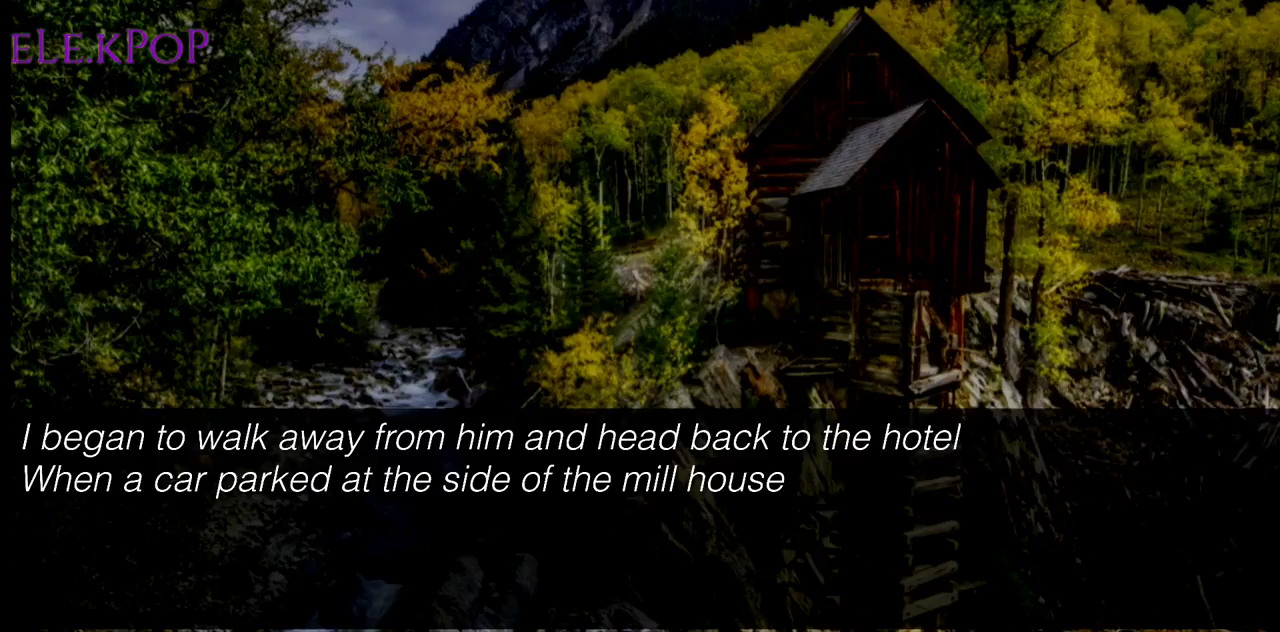 ELE.KPOP
I began to walk away from him and head back to the hotel
When a car parked at the side of the mill house